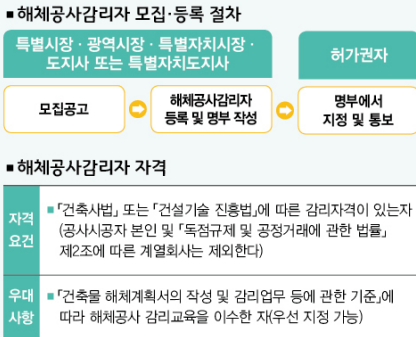 ▪해체공사감리자 모집·등록 절차
특별시장·광역시장·특별자치시장·
도지사 또는 특별자치도지사
허가권자
모집공고
해체공사감리자
등록 및 명부 작성
명부에서
지정 및 통보
▪해체공사감리자 자격
자격
요건
▪「건축사법」 또는 「건설기술 진흥법」에 따른 감리자격이 있는자
(공사시공자 본인 및 「독점규제 및 공정거래에 관한 법률」
제2조에 따른 계열회사는 제외한다)
우대
사항
▪「건축물 해체계획서의 작성 및 감리업무 등에 관한 기준」에
따라 해체공사 감리교육을 이수한 자(우선 지정 가능)